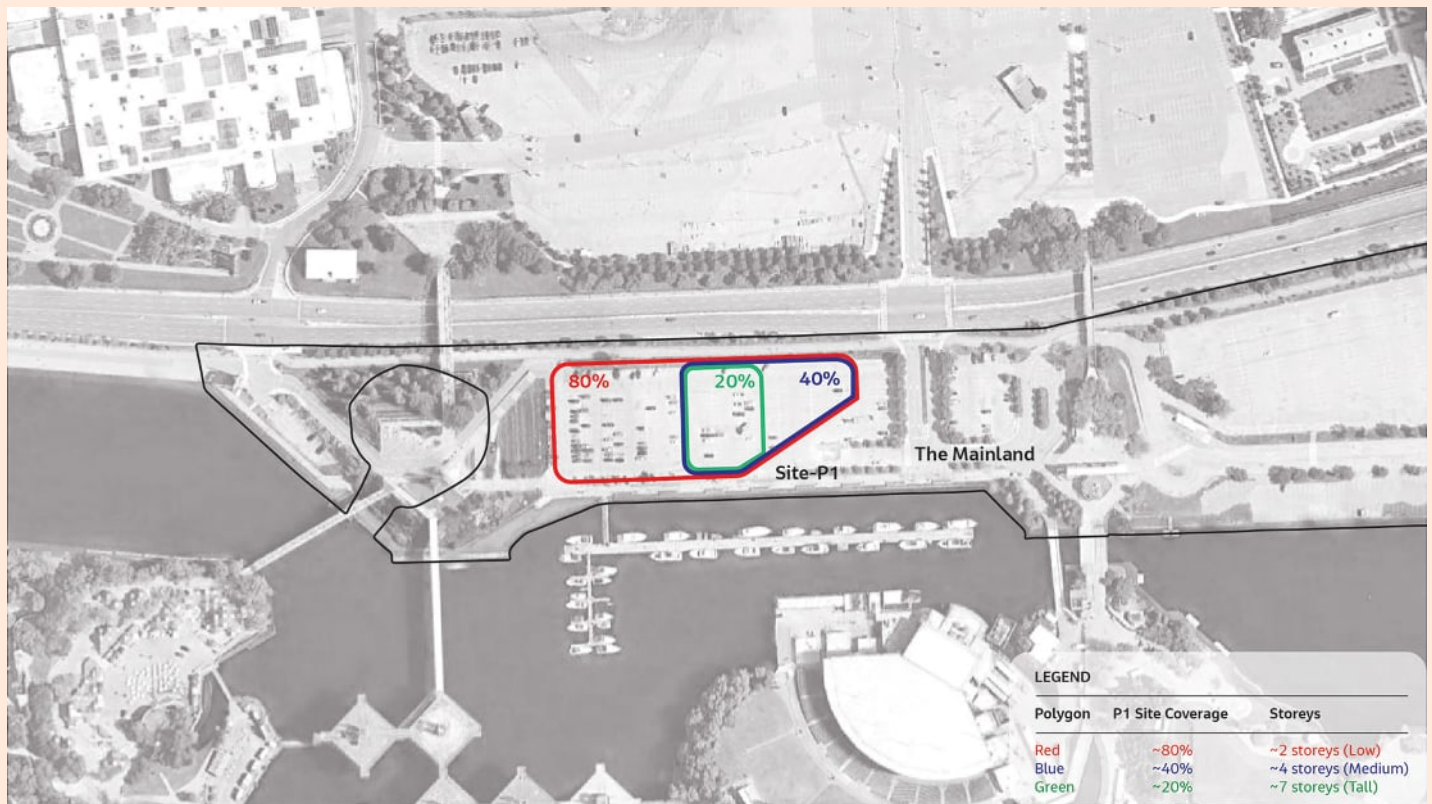 80%
20%
40%
The Mainland
Site-P1
LEGEND
Polygon P1 Site Coverage Storeys
Red ~80% ~2 storeys (Low)
Blue ~40% ~4 storeys (Medium)
Green ~20% ~7 storeys (Tall)